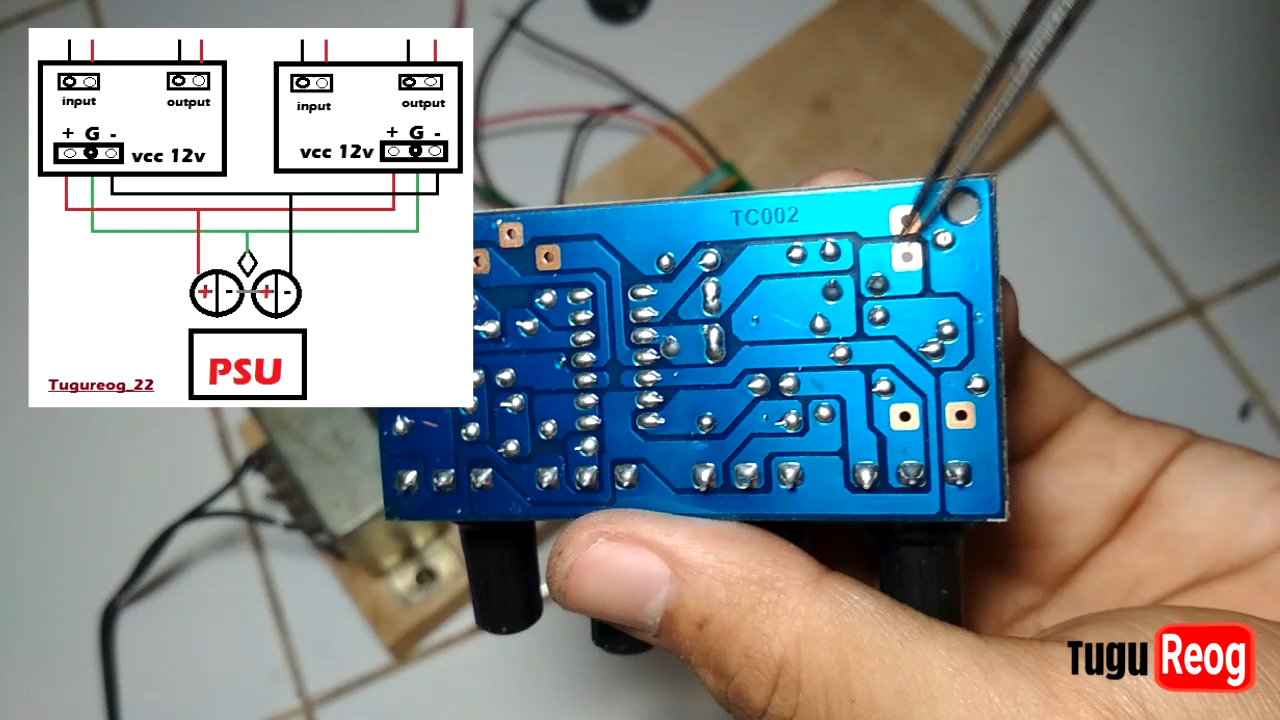 input
output
+ G -
vcc 12v
input
output
+ G -
vcc 12v
+ - + -
PSU
Tugureog_22
TC002
Tugu Reog